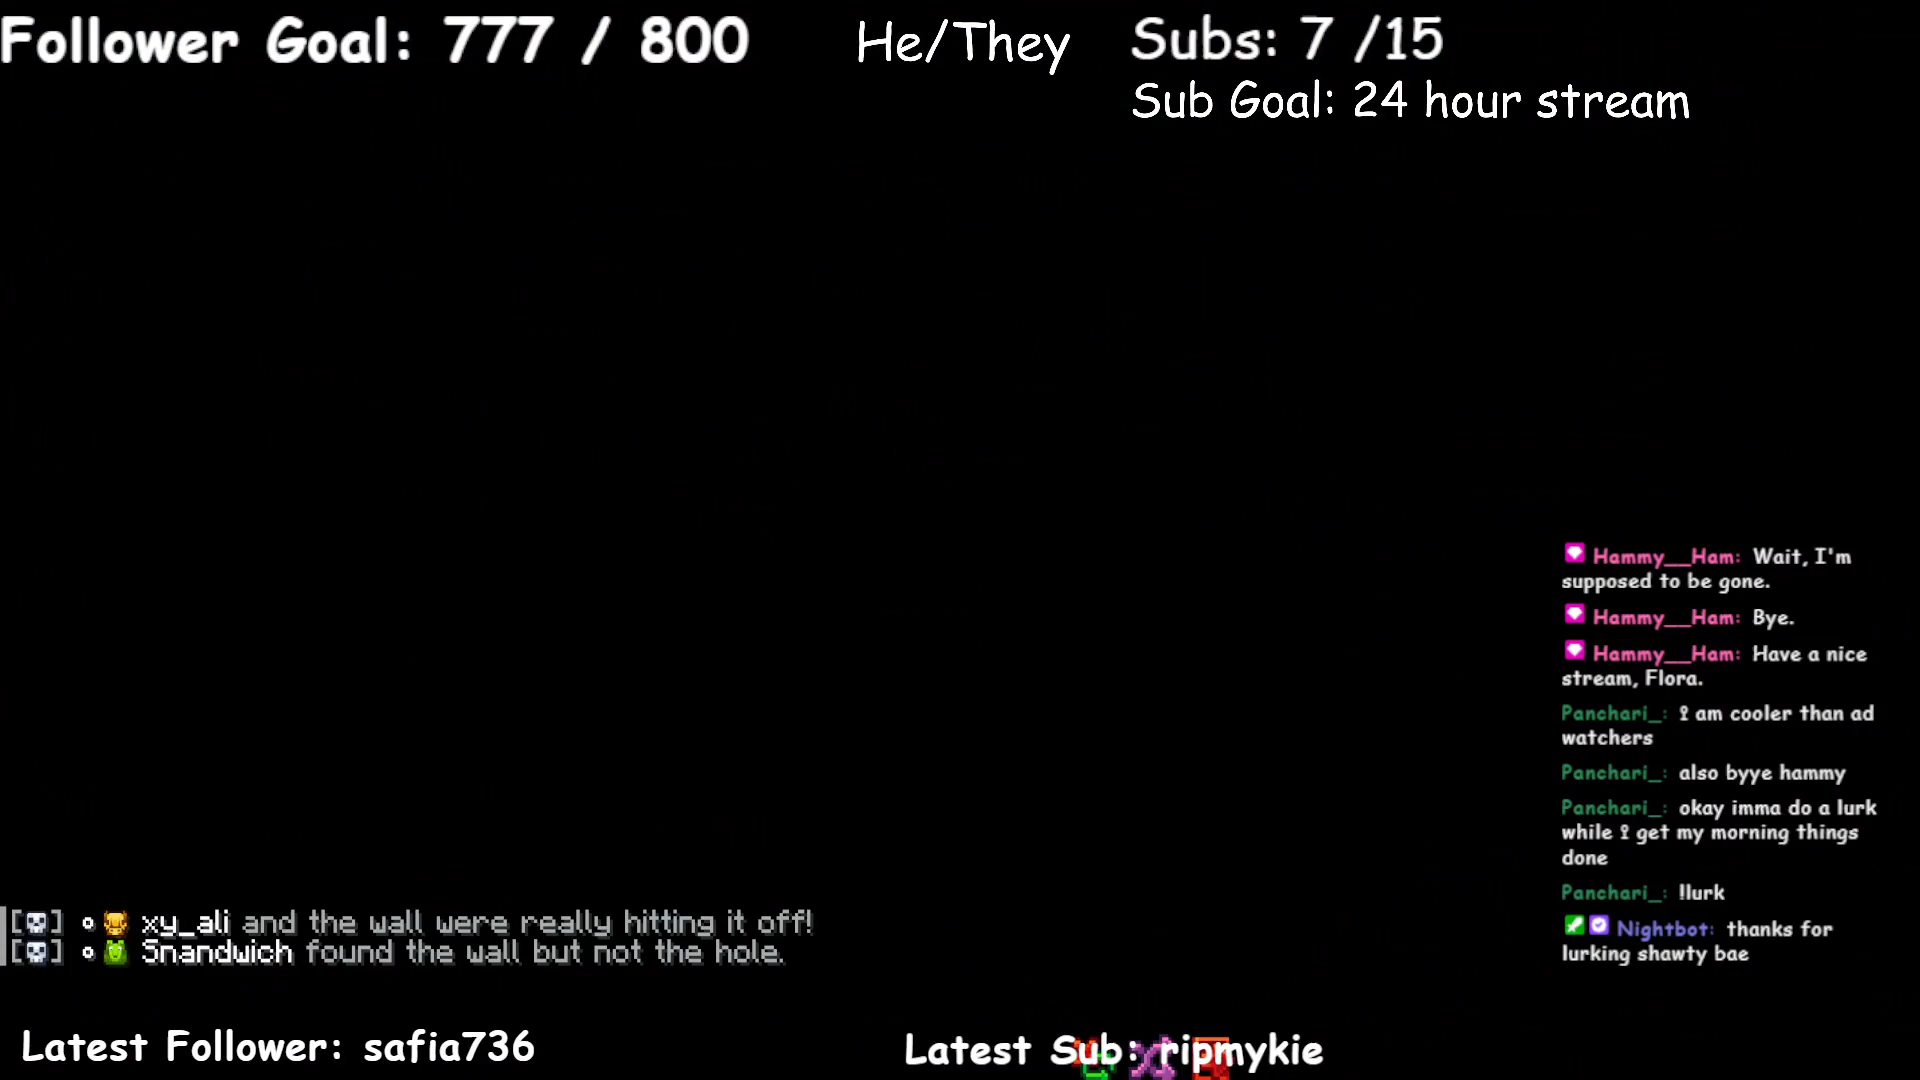 Follower Goal: 777 / 800
He/They
Subs: 7 /15
Sub Goal: 24 hour stream
Hammy__Ham: Wait, I'm
supposed to be gone.
Hammy__Ham: Bye.
Hammy__Ham: Have a nice
stream, Flora.
Panchari_: I am cooler than ad
watchers
Panchari_: also byye hammy
Panchari_: okay imma do a lurk
while I get my morning things
done
Panchari_: !lurk
Nightbot: thanks for
lurking shawty bae
[💀] xy_ali and the wall were really hitting it off!
[💀] Snandwich found the wall but not the hole.
Latest Follower: safia736
Latest Sub: ripmykie